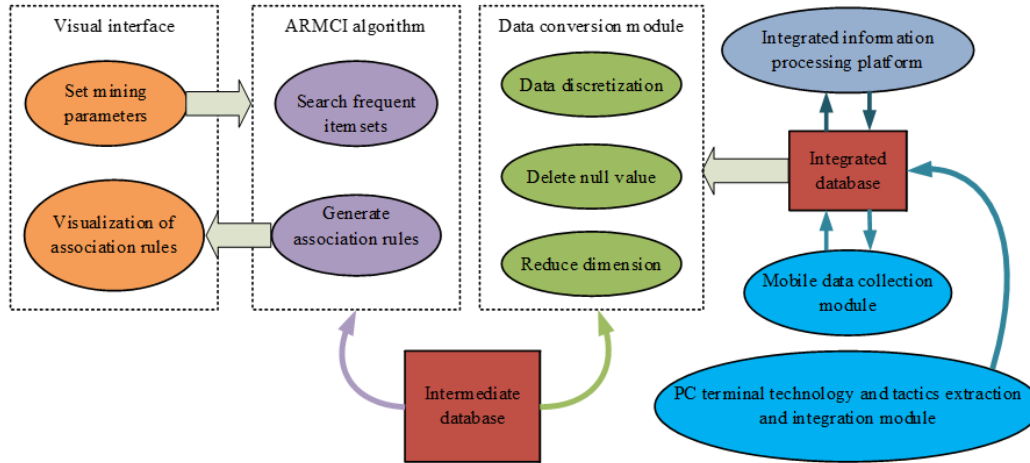 Visual interface
Set mining
parameters
Visualization of
association rules
ARMCI algorithm
Search frequent
item sets
Generate
association rules
Data conversion module
Data discretization
Delete null value
Reduce dimension
Integrated information
processing platform
Integrated
database
Mobile data collection
module
PC terminal technology and tactics extraction
and integration module
Intermediate
database